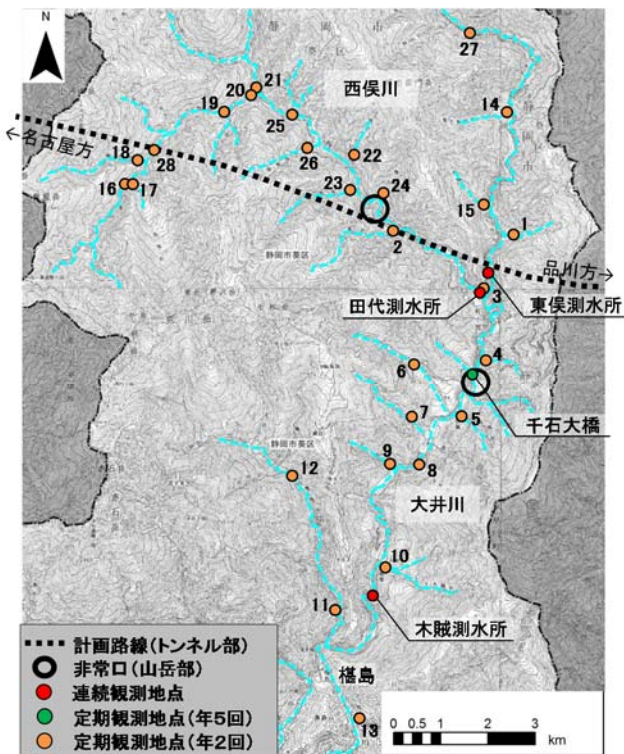 N
27
西俣川
21
20
19
25
14
←名古屋方
26
22
18
28
16
17
23
24
15
1
2
静岡市葵区
品川方→
3
田代測水所
東俣測水所
4
6
千石大橋
7
5
静岡市葵区
9
8
12
大井川
10
11
木賊測水所
椹島
13
計画路線(トンネル部)
非常口(山岳部)
連続観測地点
定期観測地点(年5回)
定期観測地点(年2回)
0 0.5 1 2 3
km